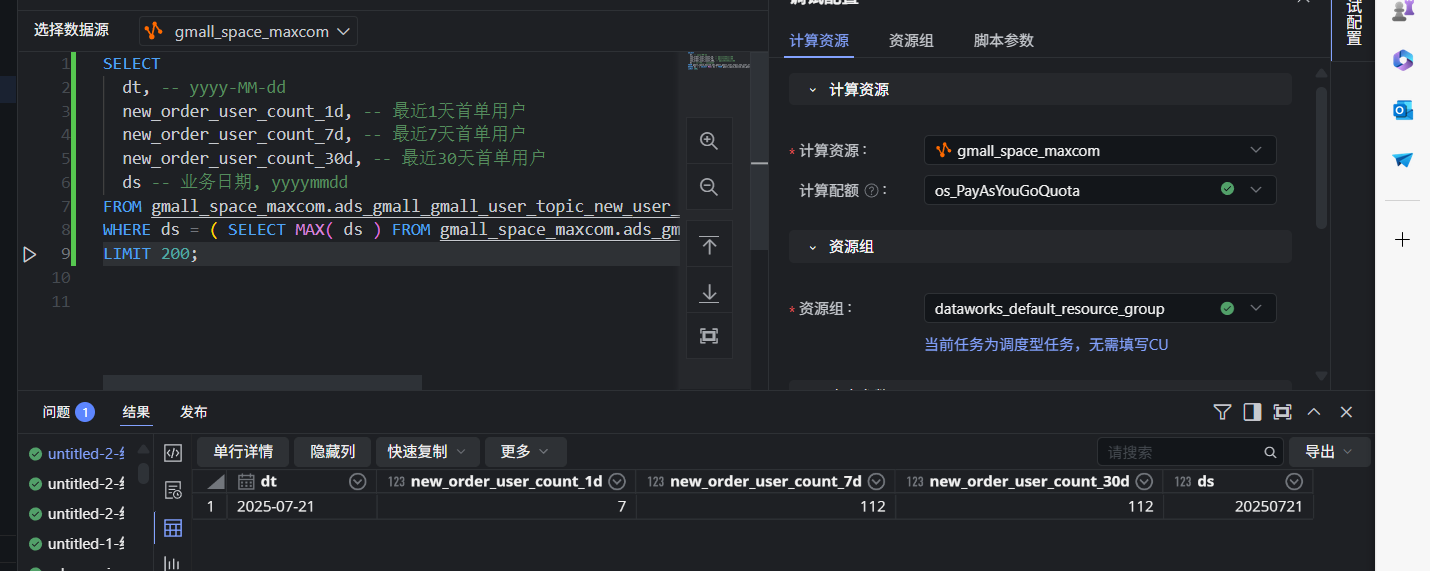 选择数据源
gmall_space_maxcom
1 SELECT
2 dt, -- yyyy-MM-dd
3 new_order_user_count_1d, -- 最近1天首单用户
4 new_order_user_count_7d, -- 最近7天首单用户
5 new_order_user_count_30d, -- 最近30天首单用户
6 ds -- 业务日期, yyyymmdd
7 FROM gmall_space_maxcom.ads_gmall_gmall_user_topic_new_user_
8 WHERE ds = ( SELECT MAX( ds ) FROM gmall_space_maxcom.ads_gm
9 LIMIT 200;
10
11
调试配置
计算资源 资源组 脚本参数
计算资源
* 计算资源：
gmall_space_maxcom
计算配额 ?：
os_PayAsYouGoQuota
资源组
* 资源组：
dataworks_default_resource_group
当前任务为调度型任务，无需填写CU
试配置
问题 1 结果 发布
untitled-2-
untitled-2-
untitled-2-
untitled-1-
单行详情 隐藏列 快速复制 更多
请搜索
导出
dt 123 new_order_user_count_1d 123 new_order_user_count_7d 123 new_order_user_count_30d 123 ds
1 2025-07-21 7 112 112 20250721